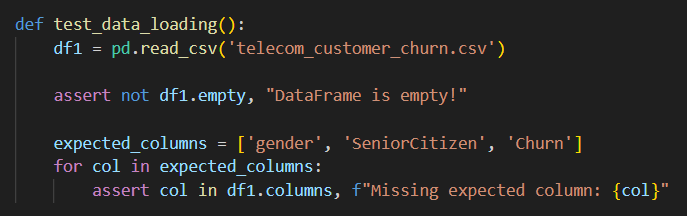 def test_data_loading():
    df1 = pd.read_csv('telecom_customer_churn.csv')
    assert not df1.empty, "DataFrame is empty!"
    expected_columns = ['gender', 'SeniorCitizen', 'Churn']
    for col in expected_columns:
        assert col in df1.columns, f"Missing expected column: {col}"